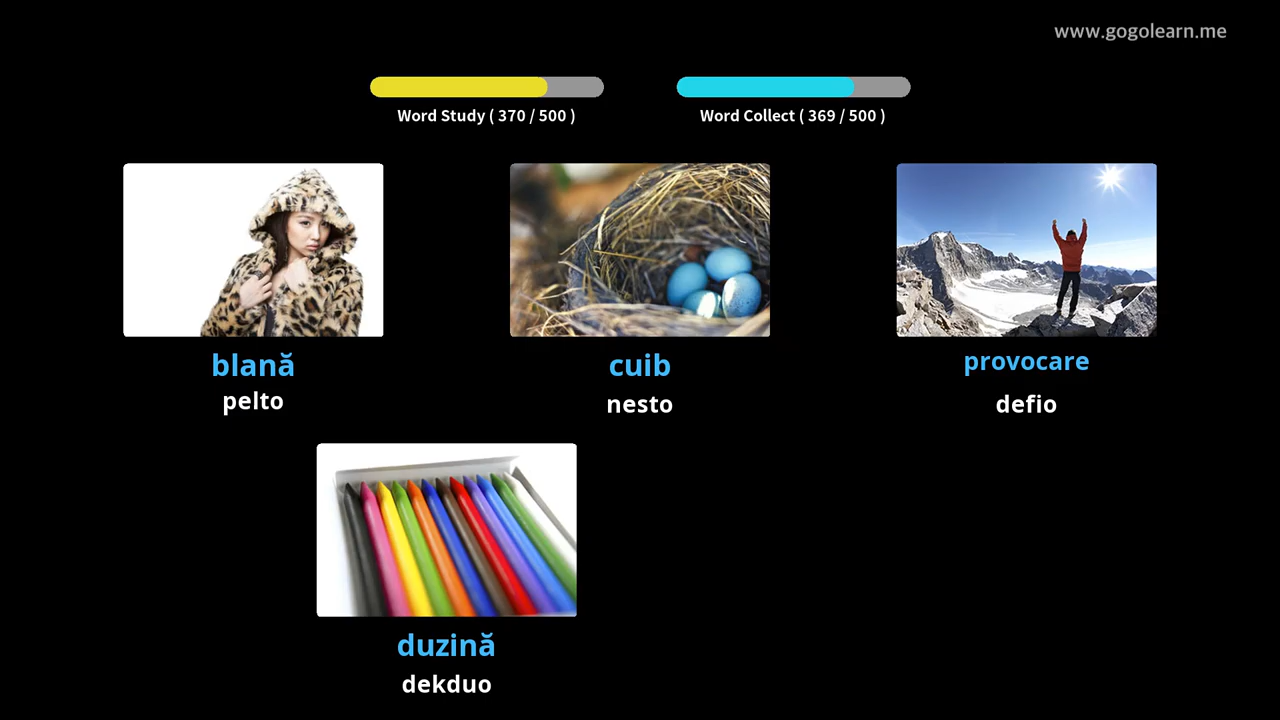 www.gogolearn.me
Word Study ( 370 / 500 )
Word Collect ( 369 / 500 )
blană
pelto
cuib
nesto
provocare
defio
duzină
dekduo